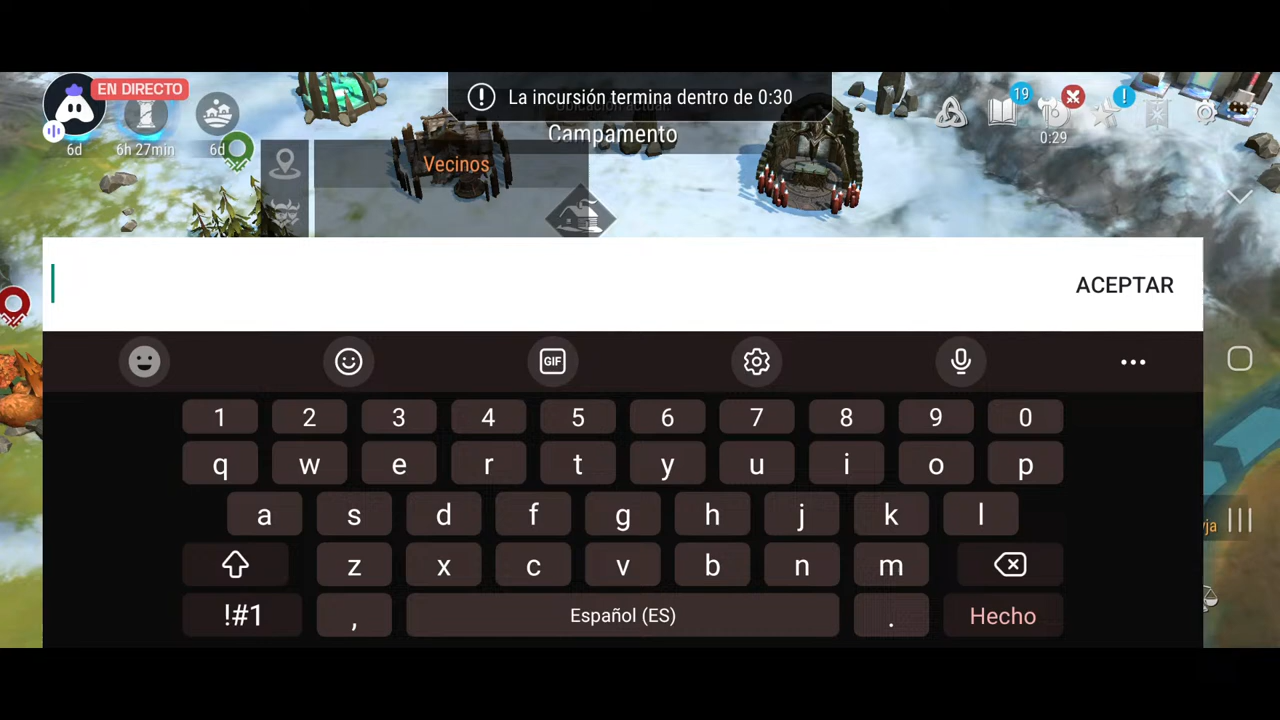 EN DIRECTO
La incursión termina dentro de 0:30
19
!
6d
6h 27min
6d
0:29
Campamento
Vecinos
ACEPTAR
GIF
1 2 3 4 5 6 7 8 9 0
q w e r t y u i o p
a s d f g h j k l
z x c v b n m
!#1 , Español (ES) . Hecho